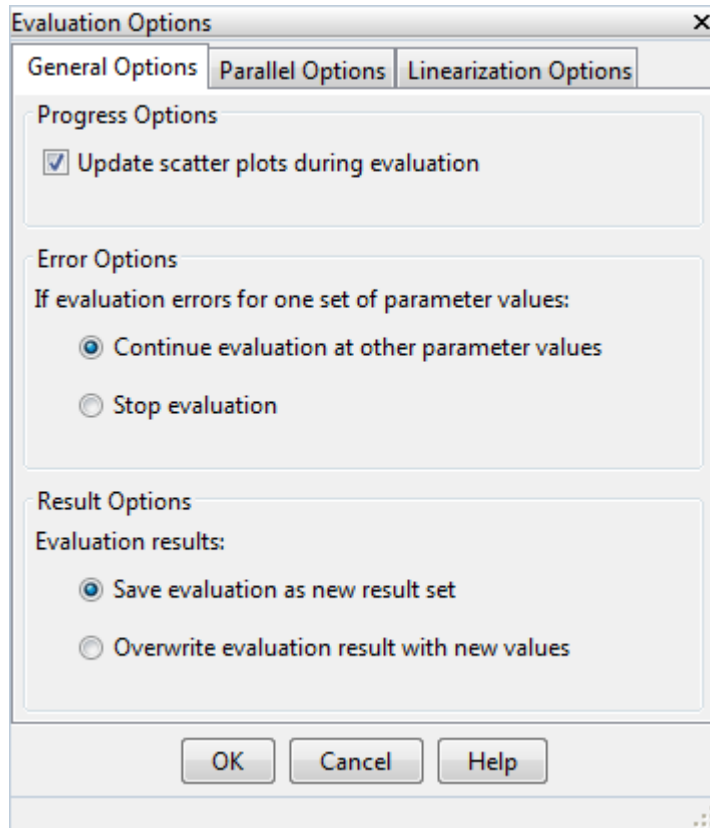 Evaluation Options
General Options Parallel Options Linearization Options
Progress Options
Update scatter plots during evaluation
Error Options
If evaluation errors for one set of parameter values:
Continue evaluation at other parameter values
Stop evaluation
Result Options
Evaluation results:
Save evaluation as new result set
Overwrite evaluation result with new values
OK Cancel Help